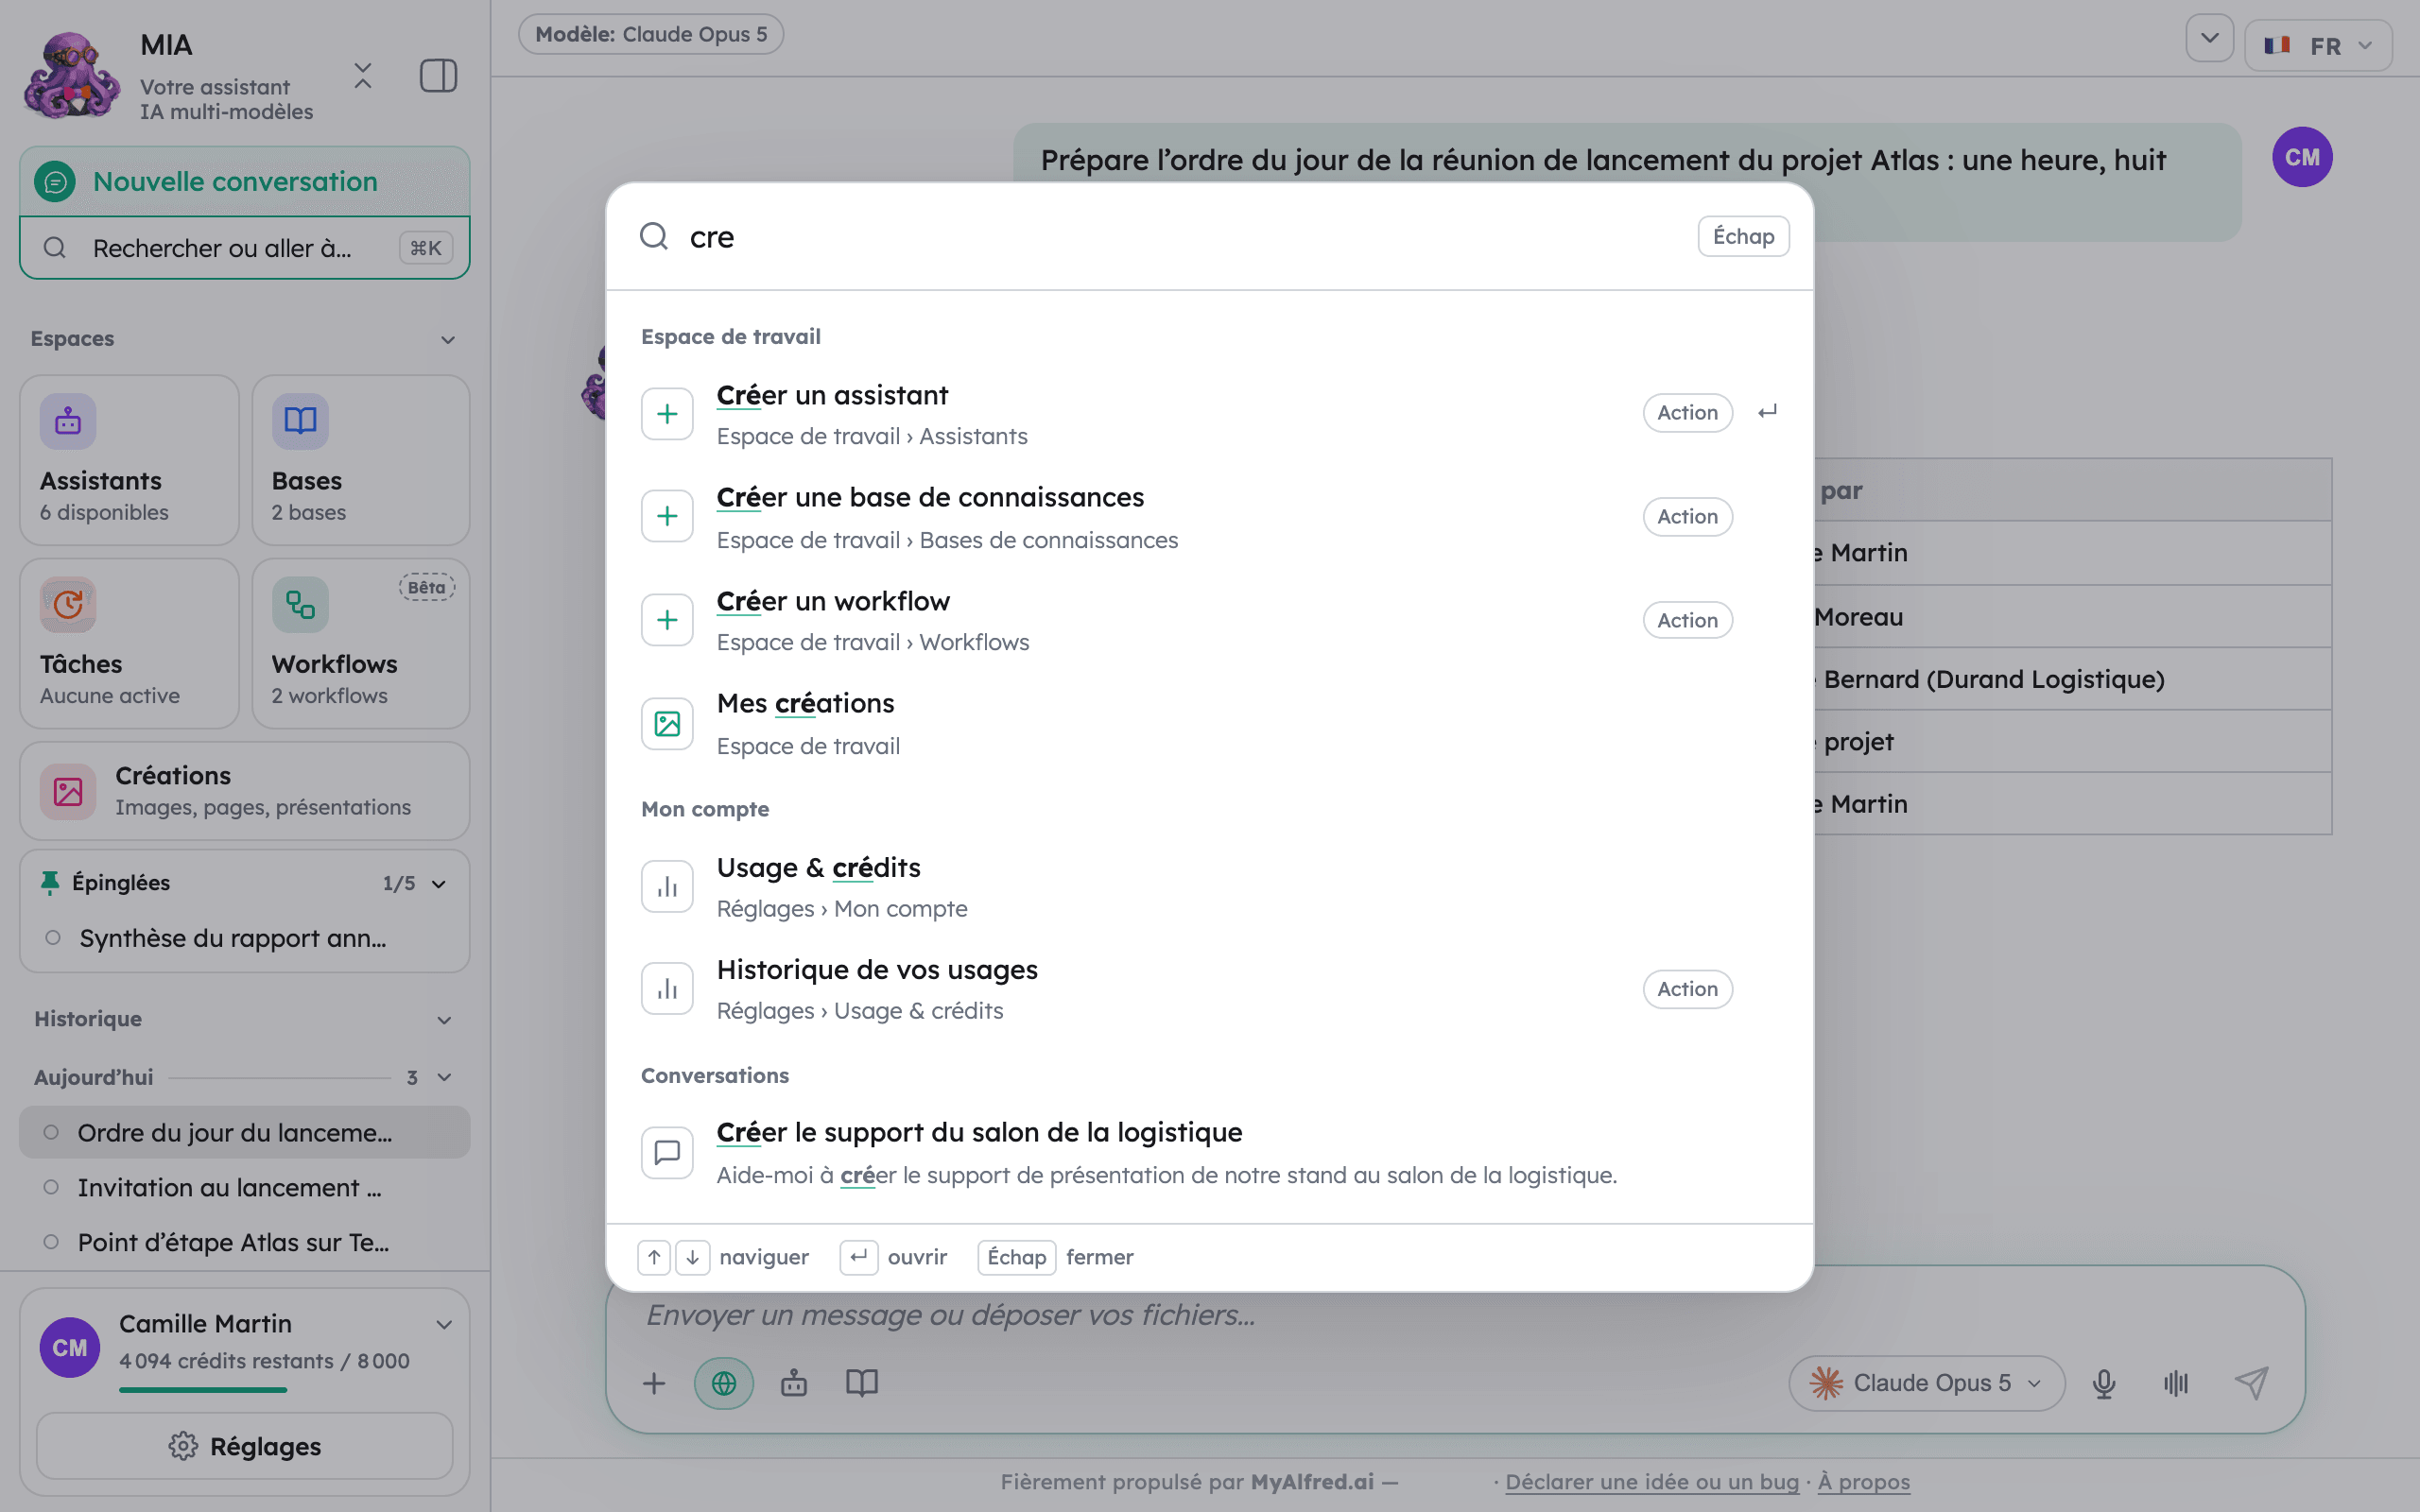 MIA
Votre assistant
IA multi-modèles
Nouvelle conversation
Rechercher ou aller à...
⌘K
Espaces
Assistants
6 disponibles
Bases
2 bases
Tâches
Aucune active
Bêta
Workflows
2 workflows
Créations
Images, pages, présentations
Épinglées
1/5
Synthèse du rapport ann...
Historique
Aujourd’hui
3
Ordre du jour du lanceme...
Invitation au lancement ...
Point d’étape Atlas sur Te...
CM
Camille Martin
4 094 crédits restants / 8 000
Réglages
Modèle: Claude Opus 5
FR
Prépare l’ordre du jour de la réunion de lancement du projet Atlas : une heure, huit
CM
cre
Échap
Espace de travail
Créer un assistant
Espace de travail › Assistants
Action
Créer une base de connaissances
Espace de travail › Bases de connaissances
Action
Créer un workflow
Espace de travail › Workflows
Action
Mes créations
Espace de travail
Mon compte
Usage & crédits
Réglages › Mon compte
Historique de vos usages
Réglages › Usage & crédits
Action
Conversations
Créer le support du salon de la logistique
Aide-moi à créer le support de présentation de notre stand au salon de la logistique.
↑ ↓ naviguer
↵ ouvrir
Échap fermer
par
Martin
Moreau
Bernard (Durand Logistique)
projet
Martin
Envoyer un message ou déposer vos fichiers...
Claude Opus 5
Fièrement propulsé par MyAlfred.ai —
· Déclarer une idée ou un bug · À propos